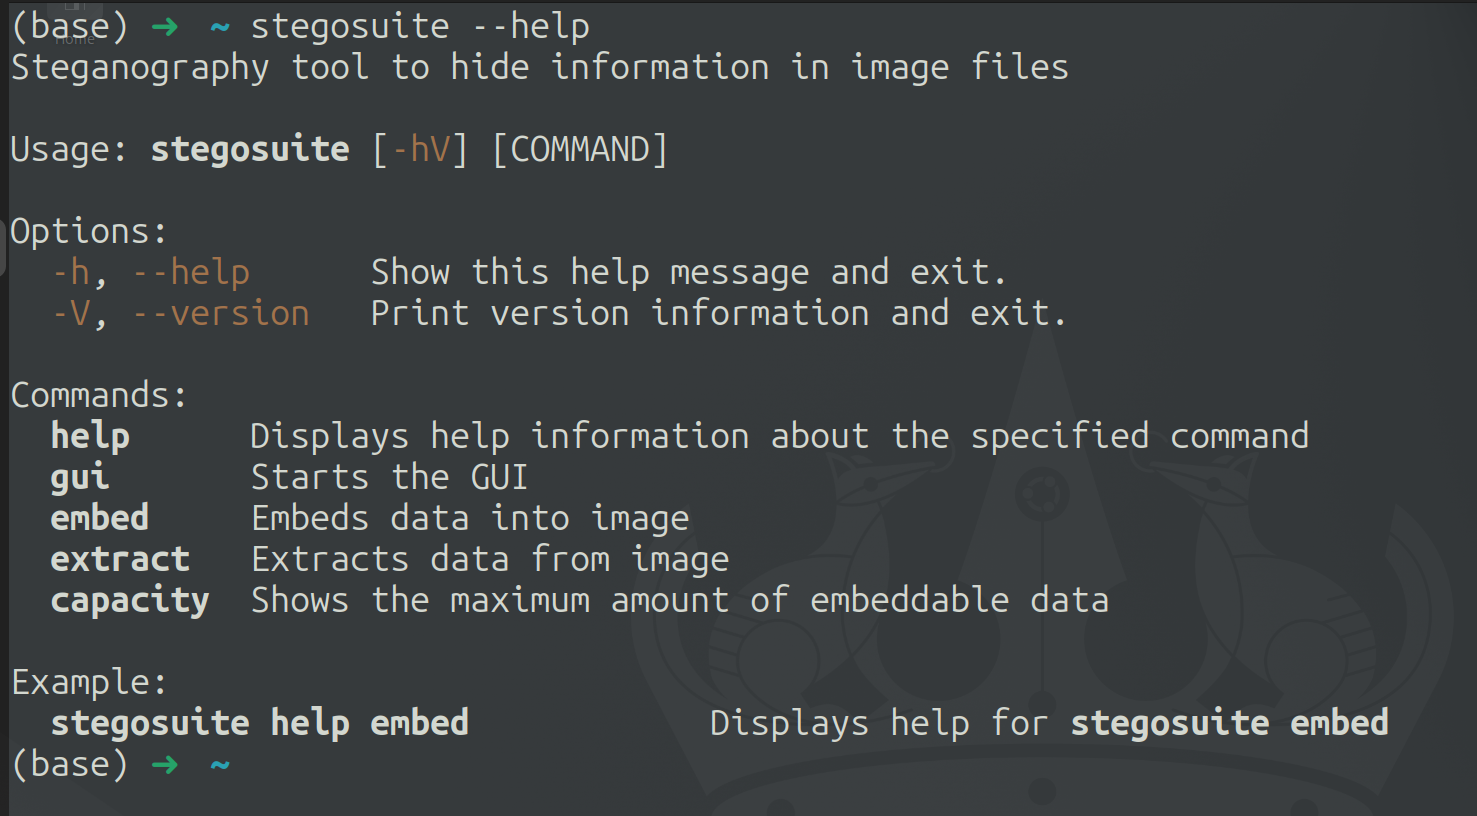 (base) ➜ ~ stegosuite --help
Home
Steganography tool to hide information in image files
Usage: stegosuite [-hV] [COMMAND]
Options:
-h, --help Show this help message and exit.
-V, --version Print version information and exit.
Commands:
help Displays help information about the specified command
gui Starts the GUI
embed Embeds data into image
extract Extracts data from image
capacity Shows the maximum amount of embeddable data
Example:
stegosuite help embed Displays help for stegosuite embed
(base) ➜ ~